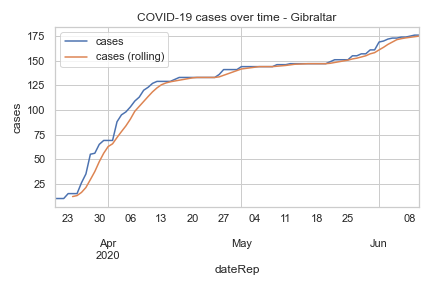 COVID-19 cases over time - Gibraltar
cases
cases (rolling)
175
150
125
100
75
50
25
cases
23 30 06 13 20 27 04 11 18 25 08
Apr May Jun
2020
dateRep